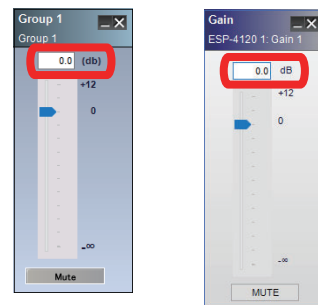 Group 1
Group 1
0.0 (db)
+12
0
-∞
Mute
Gain
ESP-4120 1: Gain 1
0.0 dB
+12
0
-∞
MUTE